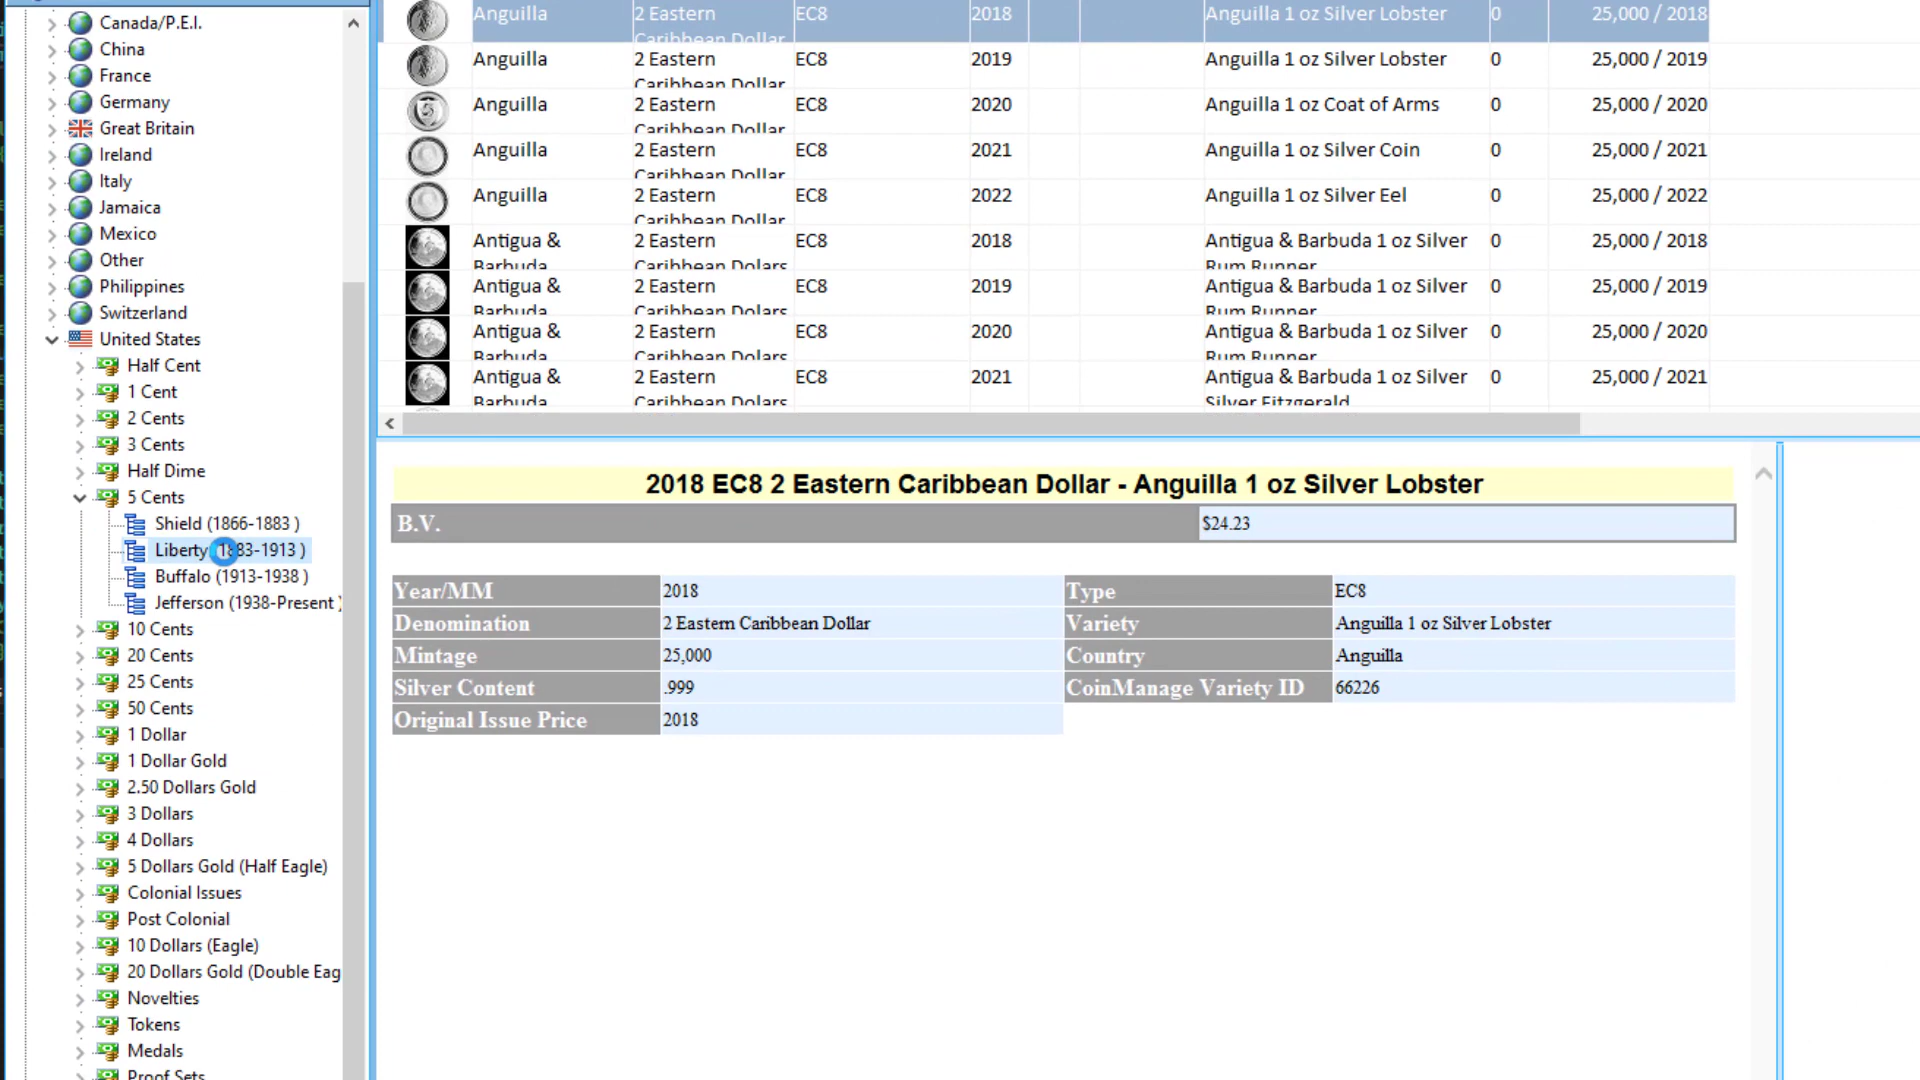 Canada/P.E.I.
China
France
Germany
Great Britain
Ireland
Italy
Jamaica
Mexico
Other
Philippines
Switzerland
United States
Half Cent
1 Cent
2 Cents
3 Cents
Half Dime
5 Cents
Shield (1866-1883 )
Liberty (1883-1913 )
Buffalo (1913-1938 )
Jefferson (1938-Present )
10 Cents
20 Cents
25 Cents
50 Cents
1 Dollar
1 Dollar Gold
2.50 Dollars Gold
3 Dollars
4 Dollars
5 Dollars Gold (Half Eagle)
Colonial Issues
Post Colonial
10 Dollars (Eagle)
20 Dollars Gold (Double Eag
Novelties
Tokens
Medals
Proof Sets
Anguilla 2 Eastern EC8 2018 Anguilla 1 oz Silver Lobster 0 25,000 / 2018
Caribbean Dollar
Anguilla 2 Eastern EC8 2019 Anguilla 1 oz Silver Lobster 0 25,000 / 2019
Caribbean Dollar
Anguilla 2 Eastern EC8 2020 Anguilla 1 oz Coat of Arms 0 25,000 / 2020
Caribbean Dollar
Anguilla 2 Eastern EC8 2021 Anguilla 1 oz Silver Coin 0 25,000 / 2021
Caribbean Dollar
Anguilla 2 Eastern EC8 2022 Anguilla 1 oz Silver Eel 0 25,000 / 2022
Caribbean Dollar
Antigua & 2 Eastern EC8 2018 Antigua & Barbuda 1 oz Silver 0 25,000 / 2018
Barbuda Caribbean Dolars Rum Runner
Antigua & 2 Eastern EC8 2019 Antigua & Barbuda 1 oz Silver 0 25,000 / 2019
Barbuda Caribbean Dolars Rum Runner
Antigua & 2 Eastern EC8 2020 Antigua & Barbuda 1 oz Silver 0 25,000 / 2020
Barbuda Caribbean Dolars Rum Runner
Antigua & 2 Eastern EC8 2021 Antigua & Barbuda 1 oz Silver 0 25,000 / 2021
Barbuda Caribbean Dolars Silver Fitzgerald
2018 EC8 2 Eastern Caribbean Dollar - Anguilla 1 oz Silver Lobster
B.V. $24.23
Year/MM 2018 Type EC8
Denomination 2 Eastern Caribbean Dollar Variety Anguilla 1 oz Silver Lobster
Mintage 25,000 Country Anguilla
Silver Content .999 CoinManage Variety ID 66226
Original Issue Price 2018